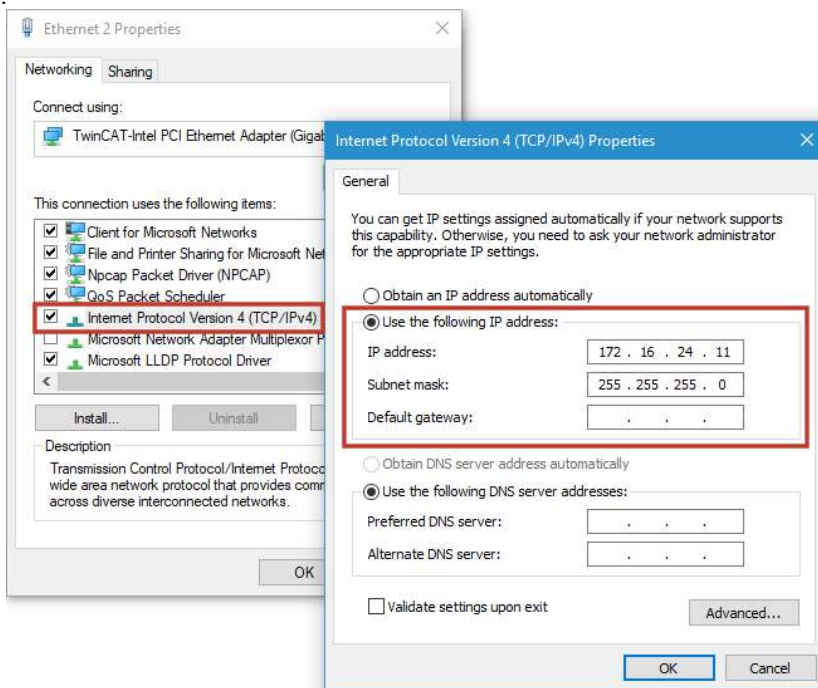 .
Ethernet 2 Properties
Networking Sharing
Connect using:
TwinCAT-Intel PCI Ethernet Adapter (Gigab
This connection uses the following items:
Client for Microsoft Networks
File and Printer Sharing for Microsoft Net
Npcap Packet Driver (NPCAP)
QoS Packet Scheduler
Internet Protocol Version 4 (TCP/IPv4)
Microsoft Network Adapter Multiplexor P
Microsoft LLDP Protocol Driver
Install... Uninstall
Description
Transmission Control Protocol/Internet Protoco
wide area network protocol that provides comm
across diverse interconnected networks.
OK
Internet Protocol Version 4 (TCP/IPv4) Properties
General
You can get IP settings assigned automatically if your network supports
this capability. Otherwise, you need to ask your network administrator
for the appropriate IP settings.
Obtain an IP address automatically
Use the following IP address:
IP address: 172 . 16 . 24 . 11
Subnet mask: 255 . 255 . 255 . 0
Default gateway: . . .
Obtain DNS server address automatically
Use the following DNS server addresses:
Preferred DNS server: . . .
Alternate DNS server: . . .
Validate settings upon exit
Advanced...
OK Cancel